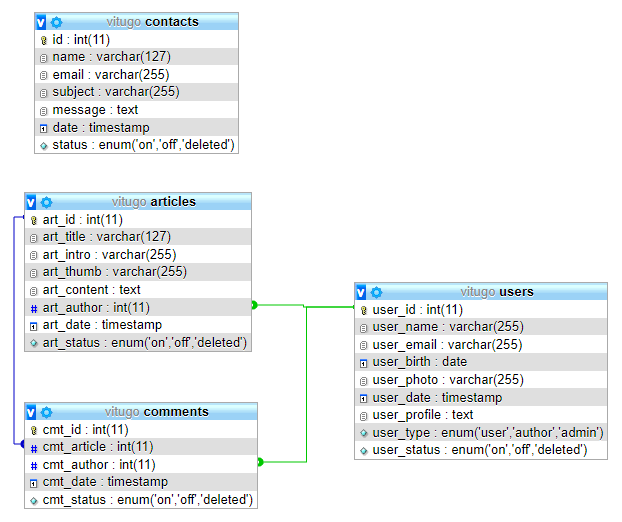 vitugo contacts
id : int(11)
name : varchar(127)
email : varchar(255)
subject : varchar(255)
message : text
date : timestamp
status : enum('on','off','deleted')
vitugo articles
art_id : int(11)
art_title : varchar(127)
art_intro : varchar(255)
art_thumb : varchar(255)
art_content : text
# art_author : int(11)
art_date : timestamp
art_status : enum('on','off','deleted')
vitugo users
user_id : int(11)
user_name : varchar(255)
user_email : varchar(255)
user_birth : date
user_photo : varchar(255)
user_date : timestamp
user_profile : text
user_type : enum('user','author','admin')
user_status : enum('on','off','deleted')
vitugo comments
cmt_id : int(11)
# cmt_article : int(11)
# cmt_author : int(11)
cmt_date : timestamp
cmt_status : enum('on','off','deleted')